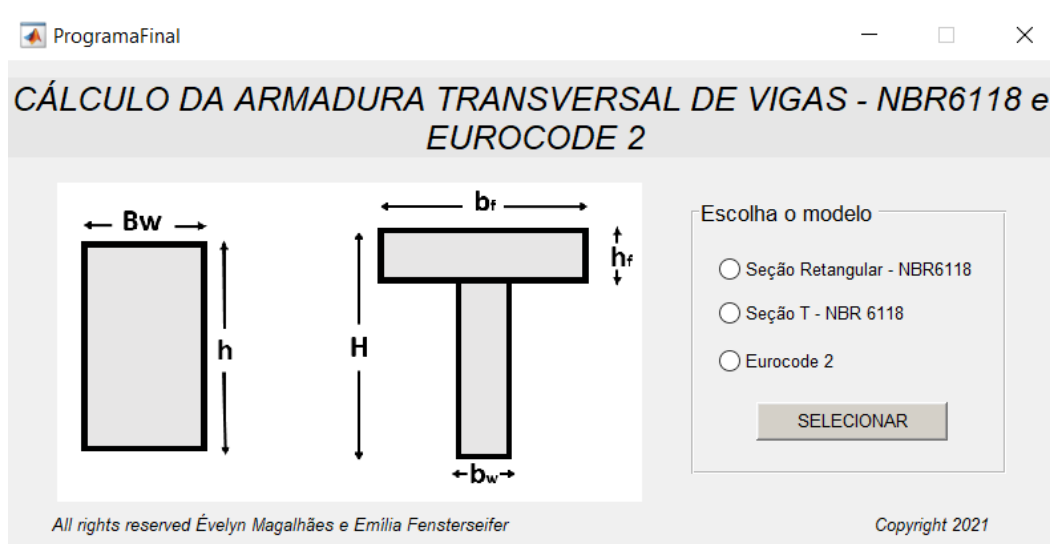 ProgramaFinal
CÁLCULO DA ARMADURA TRANSVERSAL DE VIGAS - NBR6118 e
EUROCODE 2
Bw
h
bf
hf
H
bw
Escolha o modelo
Seção Retangular - NBR6118
Seção T - NBR 6118
Eurocode 2
SELECIONAR
All rights reserved Évelyn Magalhães e Emília Fensterseifer
Copyright 2021